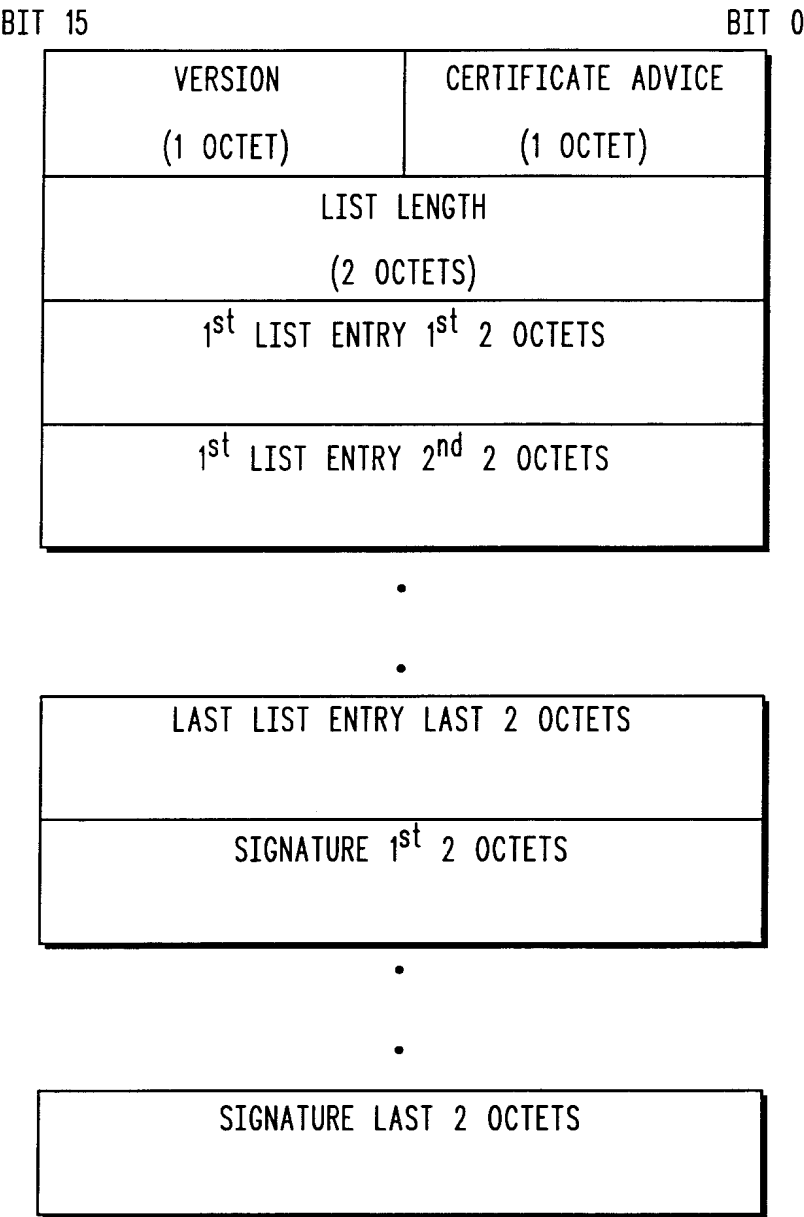 BIT 15 BIT 0
VERSION CERTIFICATE ADVICE
(1 OCTET) (1 OCTET)
LIST LENGTH
(2 OCTETS)
1st LIST ENTRY 1st 2 OCTETS
1st LIST ENTRY 2nd 2 OCTETS
LAST LIST ENTRY LAST 2 OCTETS
SIGNATURE 1st 2 OCTETS
SIGNATURE LAST 2 OCTETS